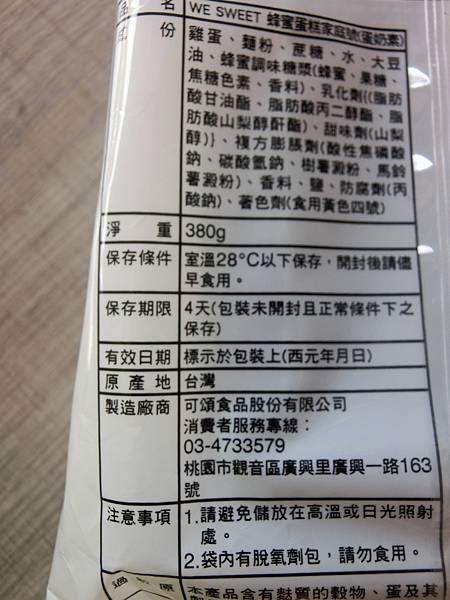 品 名 WE SWEET 蜂蜜蛋糕家庭號(蛋奶素)
成 份 雞蛋、麵粉、蔗糖、水、大豆
油、蜂蜜調味糖漿(蜂蜜、果糖、
焦糖色素、香料)、乳化劑{(脂肪
酸甘油酯、脂肪酸丙二醇酯、脂
肪酸山梨醇酐酯)、甜味劑(山梨
醇)}、複方膨脹劑(酸性焦磷酸
鈉、碳酸氫鈉、樹薯澱粉、馬鈴
薯澱粉)、香料、鹽、防腐劑(丙
酸鈉)、著色劑(食用黃色四號)
淨 重 380g
保存條件 室溫28°C以下保存，開封後請儘
早食用。
保存期限 4天(包裝未開封且正常條件下之
保存)
有效日期 標示於包裝上(西元年月日)
原產地 台灣
製造廠商 可頌食品股份有限公司
消費者服務專線：
03-4733579
桃園市觀音區廣興里廣興一路163
號
注意事項 1.請避免儲放在高溫或日光照射
處。
2.袋內有脫氧劑包，請勿食用。
過 原 本產品含有麩質的穀物、蛋及其